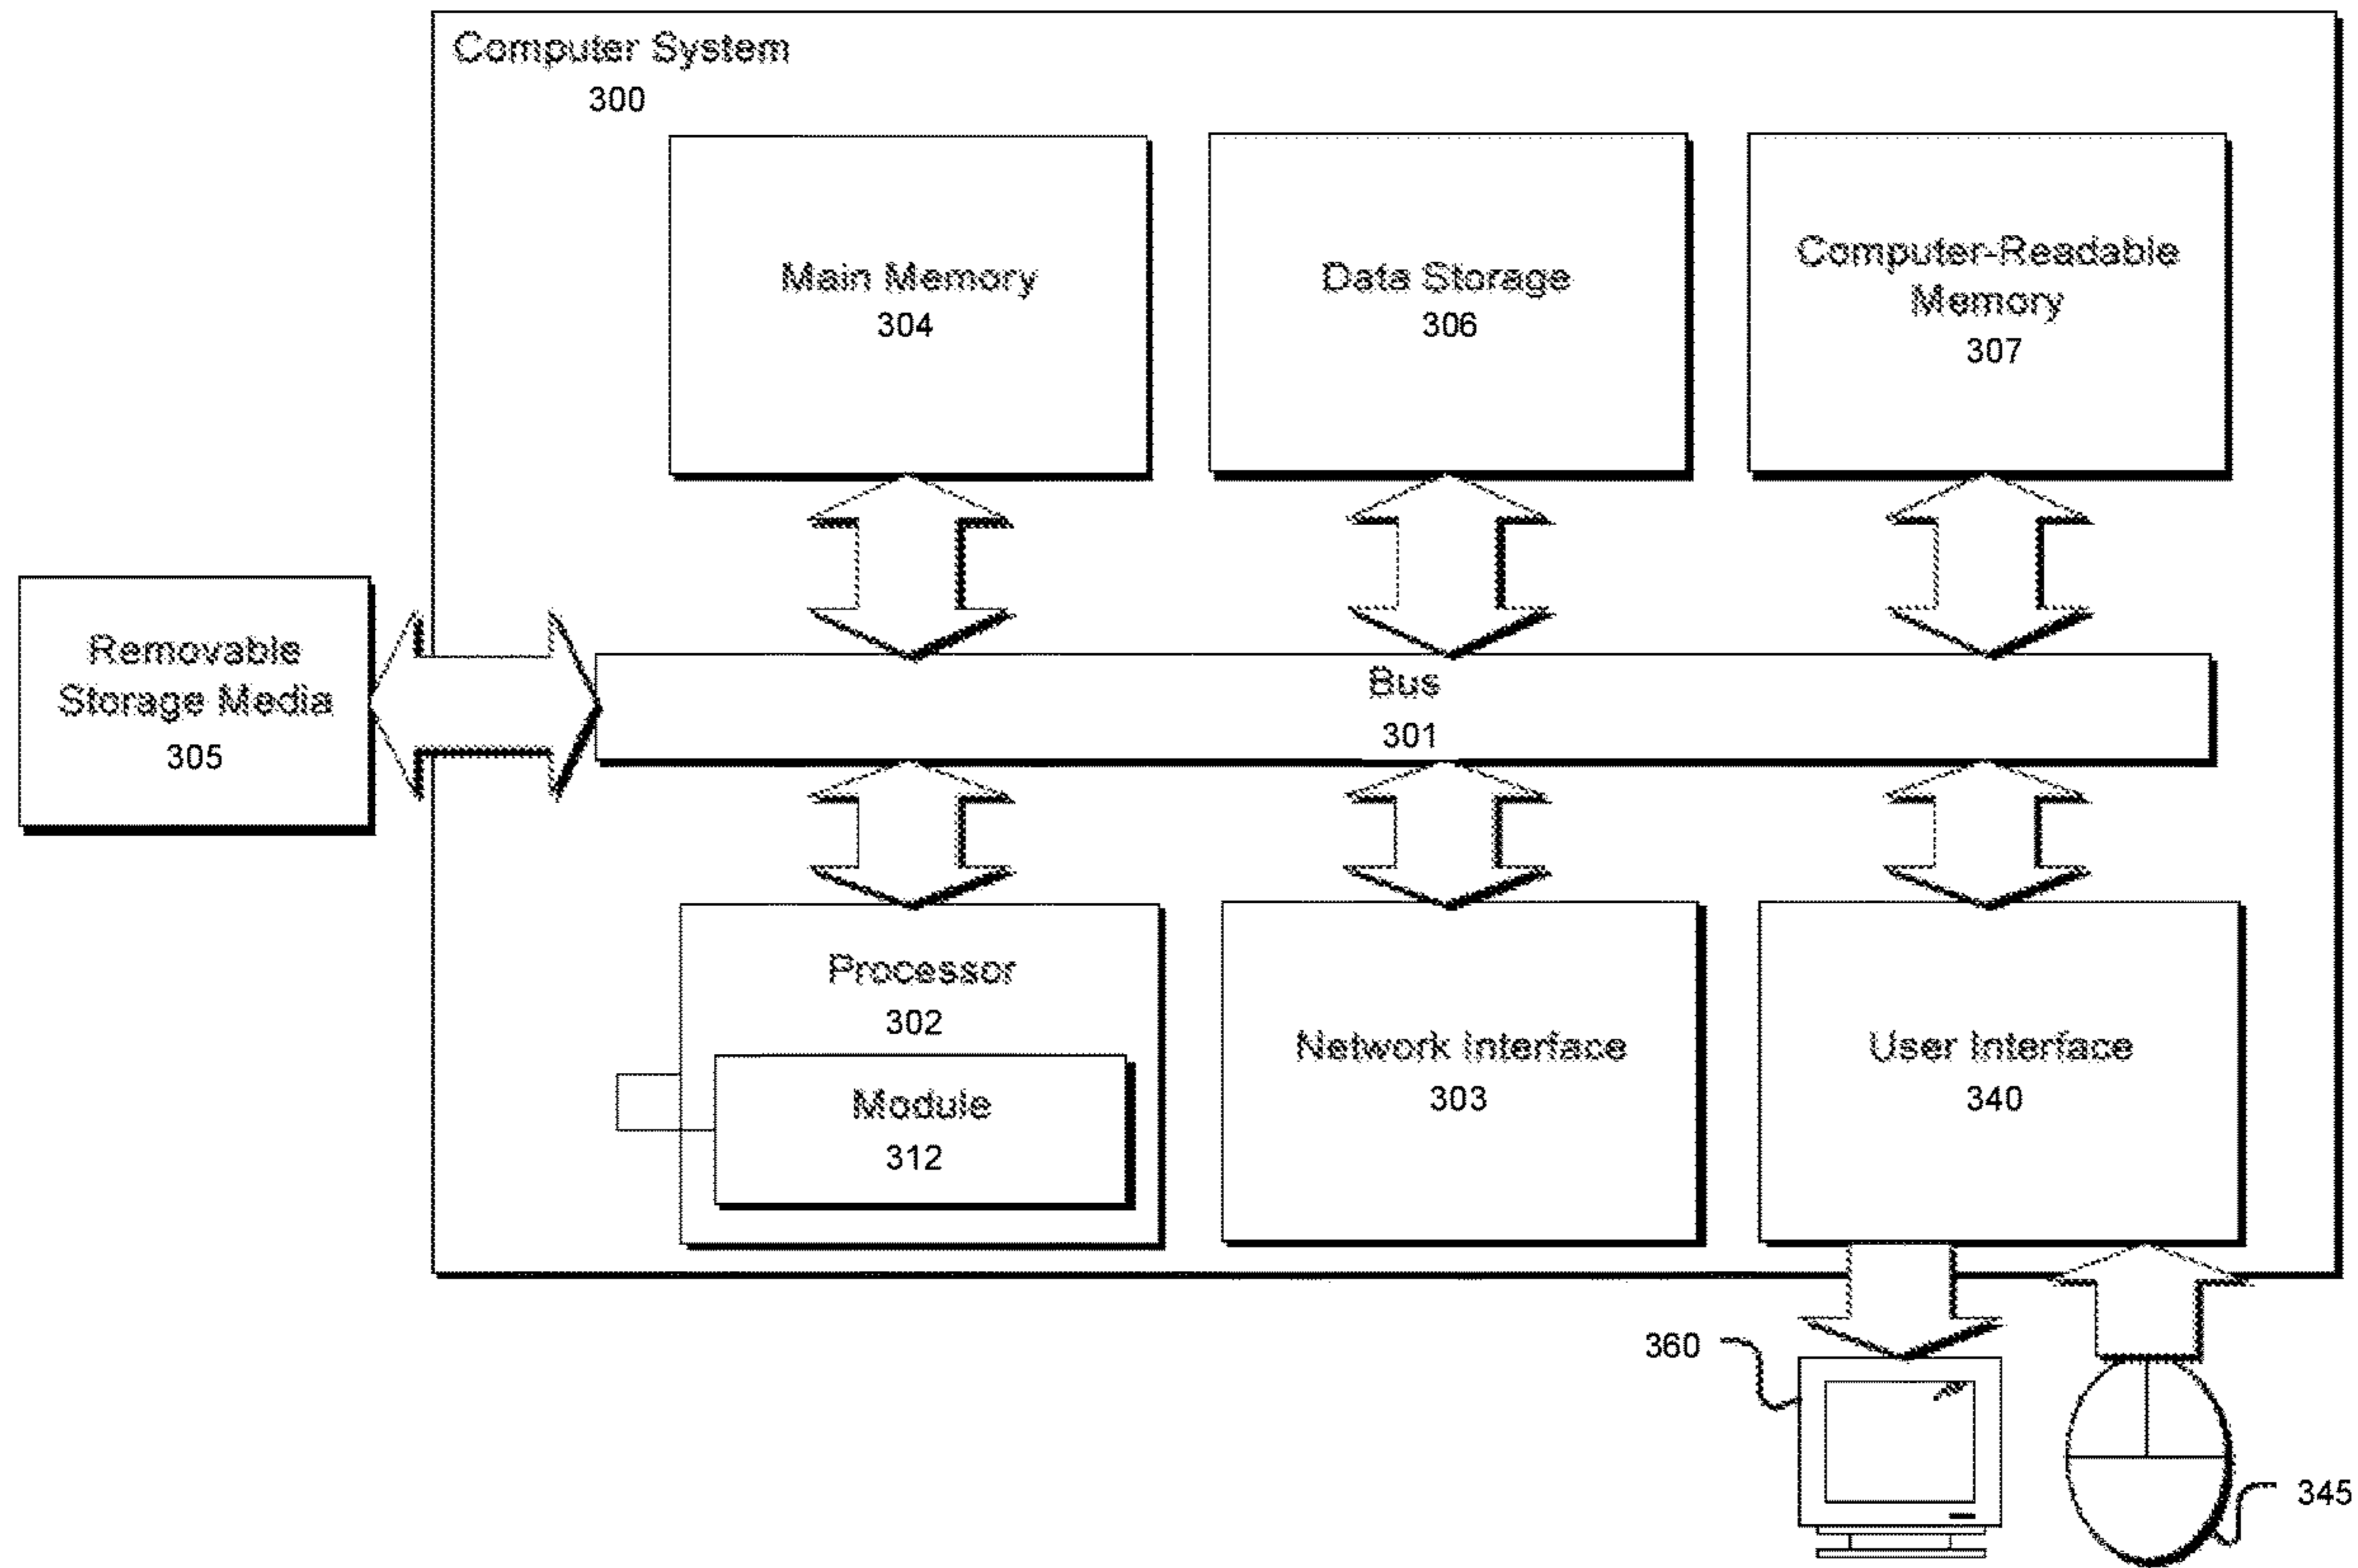 Computer System
300
Main Memory
304
Data Storage
306
Computer-Readable
Memory
307
Removable
Storage Media
305
Bus
301
Processor
302
Module
312
Network Interface
303
User Interface
340
360
345